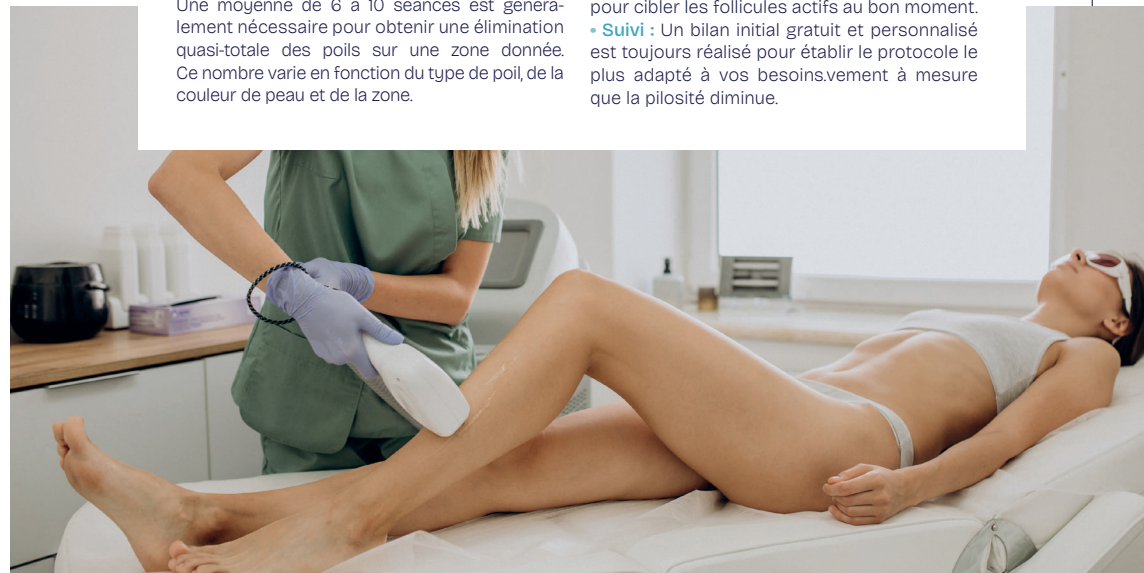 Une moyenne de 6 à 10 séances est généra-
lement nécessaire pour obtenir une élimination
quasi-totale des poils sur une zone donnée.
Ce nombre varie en fonction du type de poil, de la
couleur de peau et de la zone.
pour cibler les follicules actifs au bon moment.
• Suivi : Un bilan initial gratuit et personnalisé
est toujours réalisé pour établir le protocole le
plus adapté à vos besoins.vement à mesure
que la pilosité diminue.